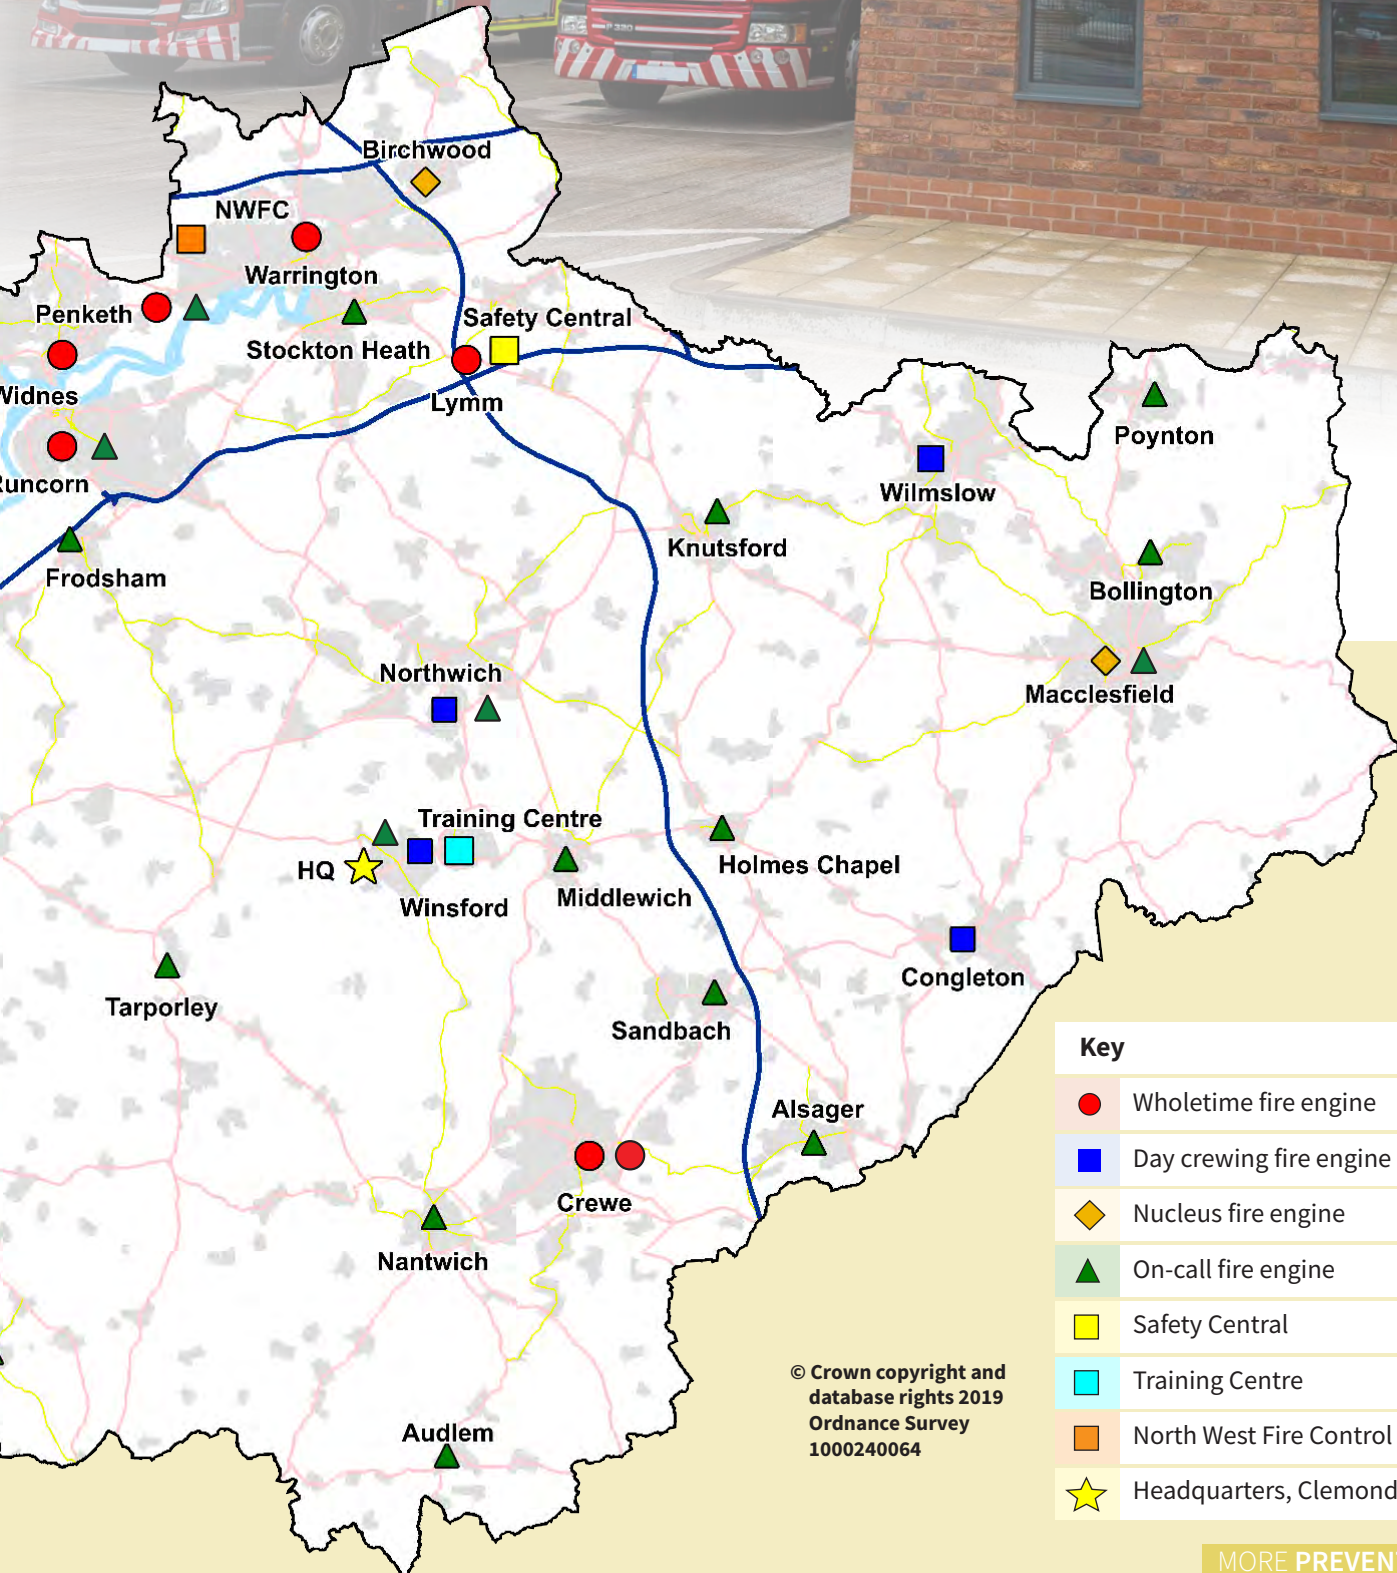 P 320
Birchwood
NWFC
Warrington
Penketh
Safety Central
Stockton Heath
Widnes
Lymm
Poynton
Runcorn
Wilmslow
Knutsford
Frodsham
Bollington
Northwich
Macclesfield
Training Centre
HQ
Holmes Chapel
Middlewich
Winsford
Congleton
Tarporley
Sandbach
Key
Wholetime fire engine
Alsager
Day crewing fire engine
Crewe
Nucleus fire engine
Nantwich
On-call fire engine
Safety Central
© Crown copyright and
database rights 2019
Ordnance Survey
1000240064
Training Centre
Audlem
North West Fire Control
Headquarters, Clemond
MORE PREVEN